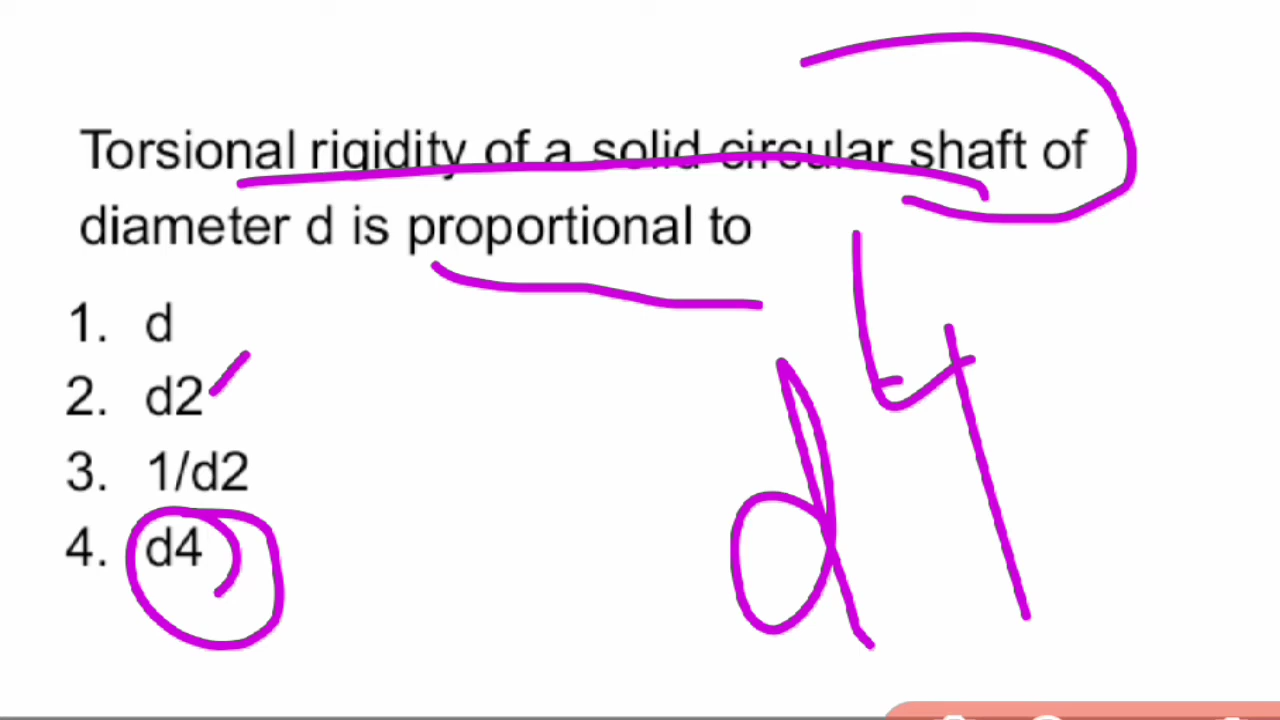 Torsional rigidity of a solid circular shaft of
diameter d is proportional to
1. d
2. d2
3. 1/d2
4. d4
d4